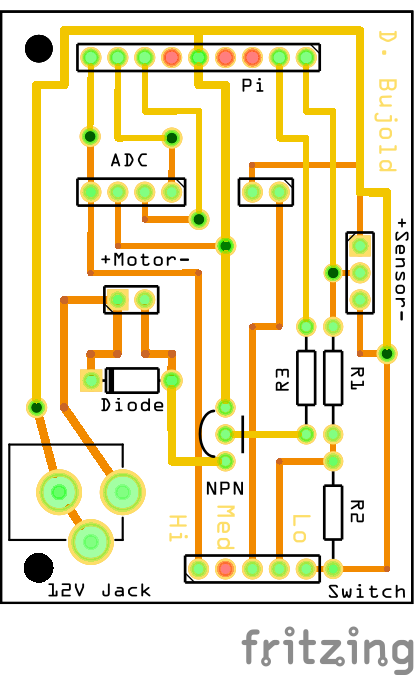 D. Bujold
Pi
ADC
+Sensor-
+Motor-
R3
R1
Diode
NPN
R2
Hi
Med
Lo
12V Jack
Switch
fritzing